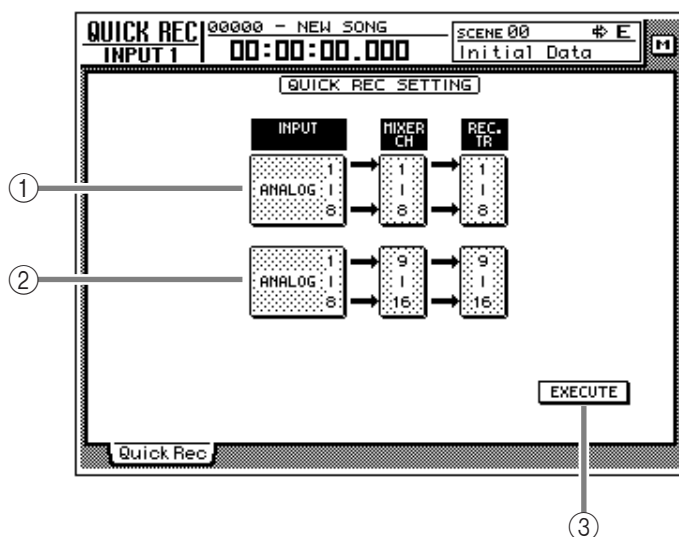 QUICK REC 00000 - NEW SONG SCENE 00 E
INPUT 1 00:00:00.000 Initial Data M
QUICK REC SETTING
INPUT MIXER CH REC. TR
① ANALOG 1 | 8 1 | 8 1 | 8
② ANALOG 1 | 8 9 | 16 9 | 16
EXECUTE
Quick Rec
③